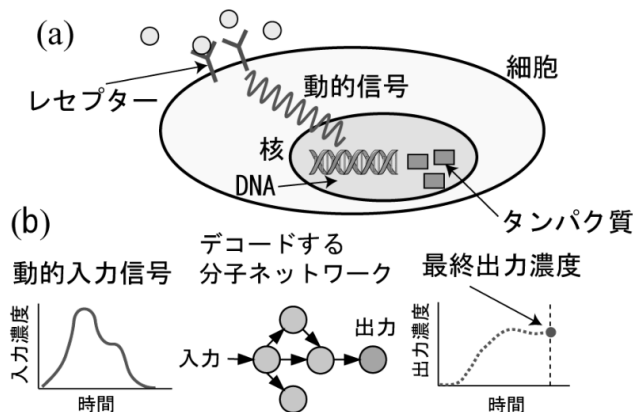 (a)
レセプター
動的信号
細胞
核
DNA
タンパク質
(b)
動的入力信号
デコードする
分子ネットワーク
最終出力濃度
入力濃度
時間
入力
出力
出力濃度
時間